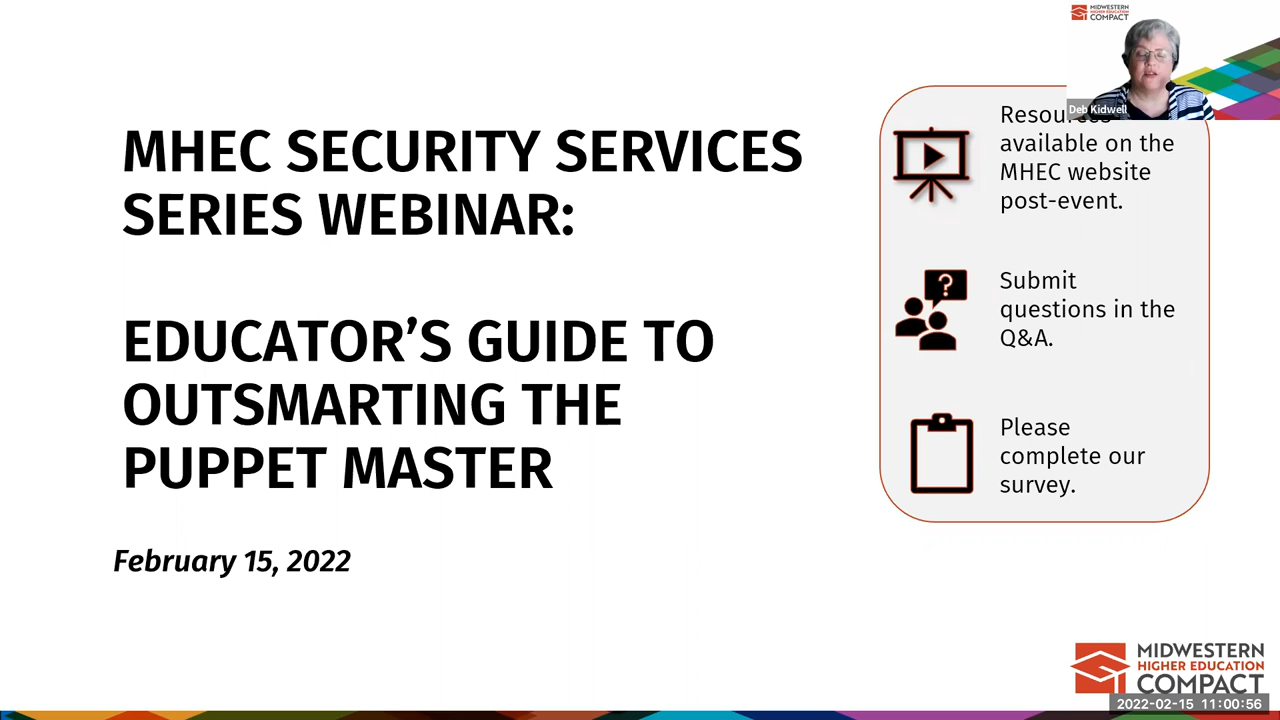 MIDWESTERN
HIGHER EDUCATION
COMPACT
Deb Kidwell
MHEC SECURITY SERVICES
SERIES WEBINAR:
EDUCATOR’S GUIDE TO
OUTSMARTING THE
PUPPET MASTER
February 15, 2022
Resources
available on the
MHEC website
post-event.
?
Submit
questions in the
Q&A.
Please
complete our
survey.
MIDWESTERN
HIGHER EDUCATION
COMPACT
2022-02-15 11:00:56